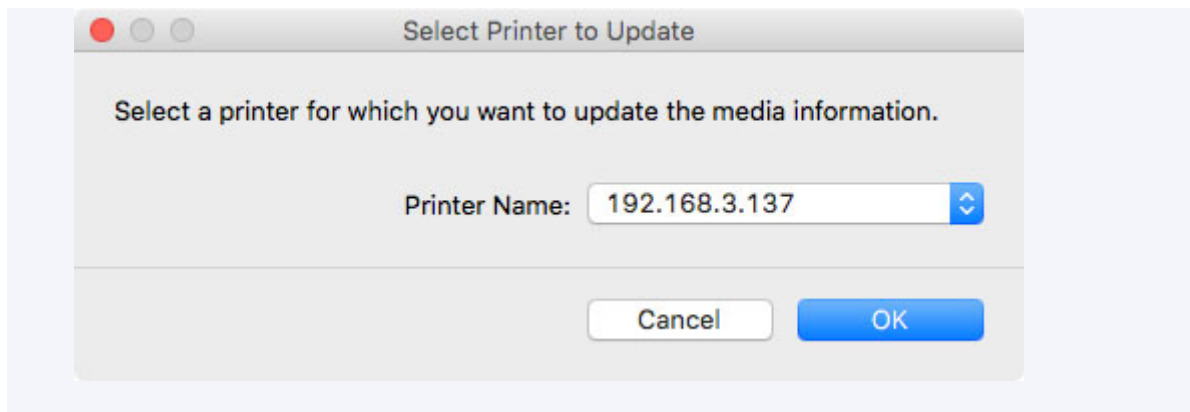 Select Printer to Update
Select a printer for which you want to update the media information.
Printer Name: 192.168.3.137
Cancel OK